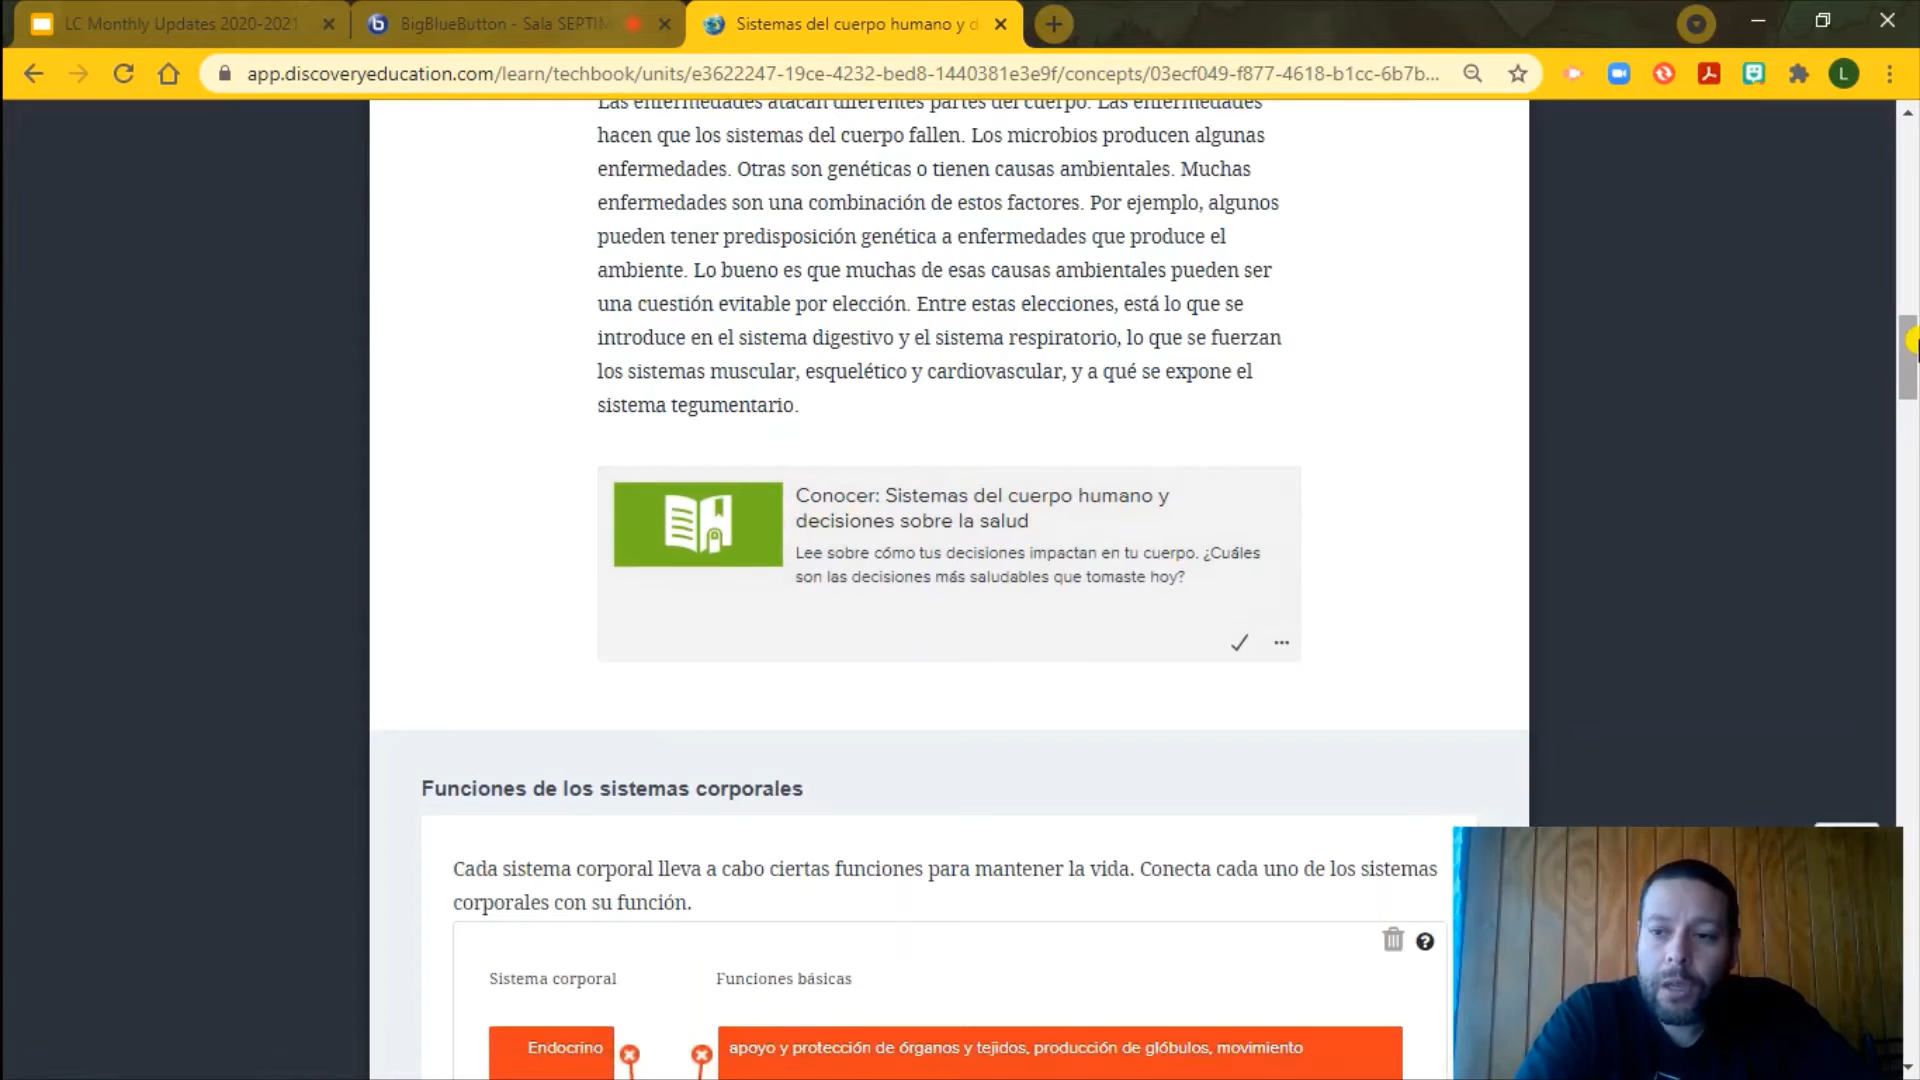 LC Monthly Updates 2020-2021
BigBlueButton - Sala SEPTIM
Sistemas del cuerpo humano y d
app.discoveryeducation.com/learn/techbook/units/e3622247-19ce-4232-bed8-1440381e3e9f/concepts/03ecf049-f877-4618-b1cc-6b7b...
L
Las enfermedades atacan diferentes partes del cuerpo. Las enfermedades
hacen que los sistemas del cuerpo fallen. Los microbios producen algunas
enfermedades. Otras son genéticas o tienen causas ambientales. Muchas
enfermedades son una combinación de estos factores. Por ejemplo, algunos
pueden tener predisposición genética a enfermedades que produce el
ambiente. Lo bueno es que muchas de esas causas ambientales pueden ser
una cuestión evitable por elección. Entre estas elecciones, está lo que se
introduce en el sistema digestivo y el sistema respiratorio, lo que se fuerzan
los sistemas muscular, esquelético y cardiovascular, y a qué se expone el
sistema tegumentario.
Conocer: Sistemas del cuerpo humano y
decisiones sobre la salud
Lee sobre cómo tus decisiones impactan en tu cuerpo. ¿Cuáles
son las decisiones más saludables que tomaste hoy?
Funciones de los sistemas corporales
Cada sistema corporal lleva a cabo ciertas funciones para mantener la vida. Conecta cada uno de los sistemas
corporales con su función.
Sistema corporal
Funciones básicas
Endocrino
apoyo y protección de órganos y tejidos, producción de glóbulos, movimiento